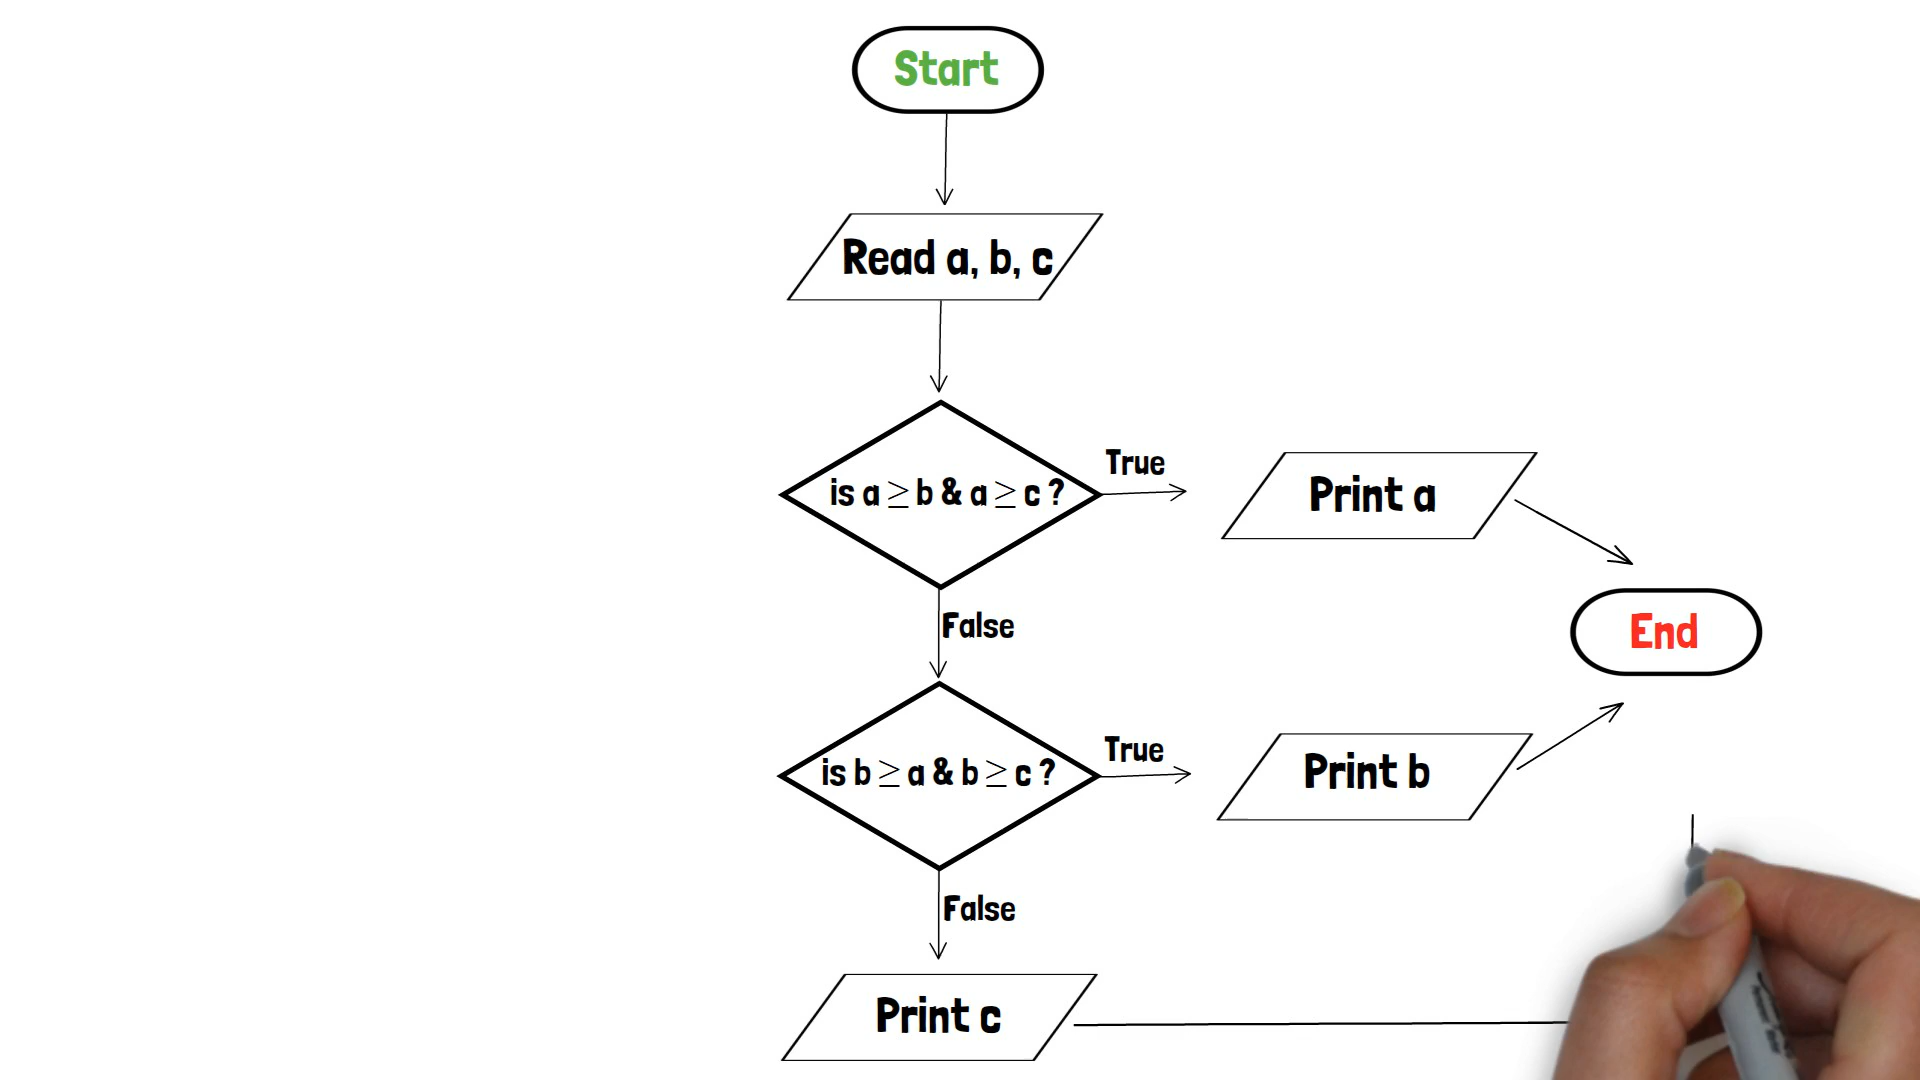 Start
Read a, b, c
is a ≥ b & a ≥ c ?
True
Print a
False
End
is b ≥ a & b ≥ c ?
True
Print b
False
Print c